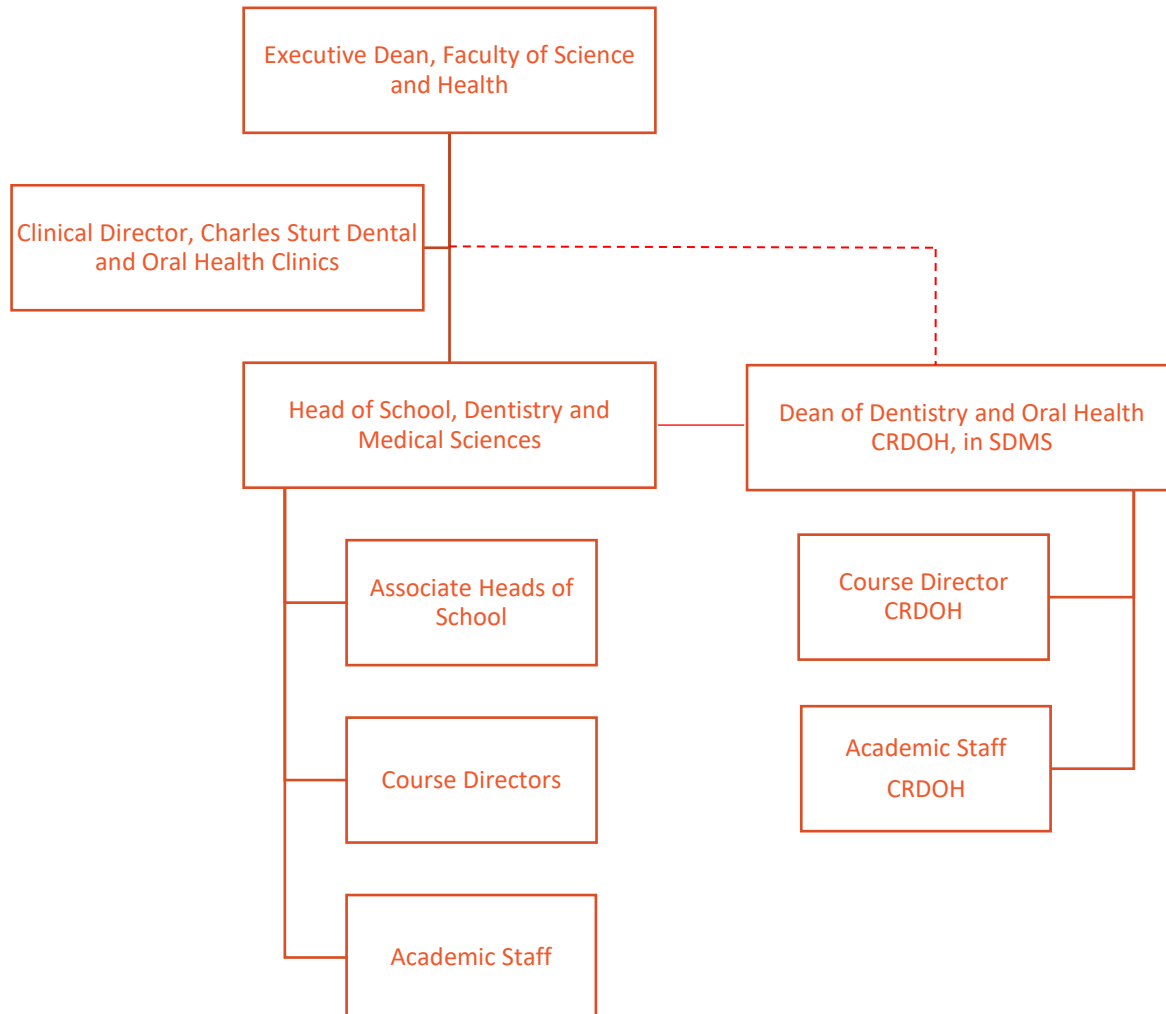 Executive Dean, Faculty of Science
and Health
Clinical Director, Charles Sturt Dental
and Oral Health Clinics
Head of School, Dentistry and
Medical Sciences
Dean of Dentistry and Oral Health
CRDOH, in SDMS
Associate Heads of
School
Course Director
CRDOH
Course Directors
Academic Staff
CRDOH
Academic Staff